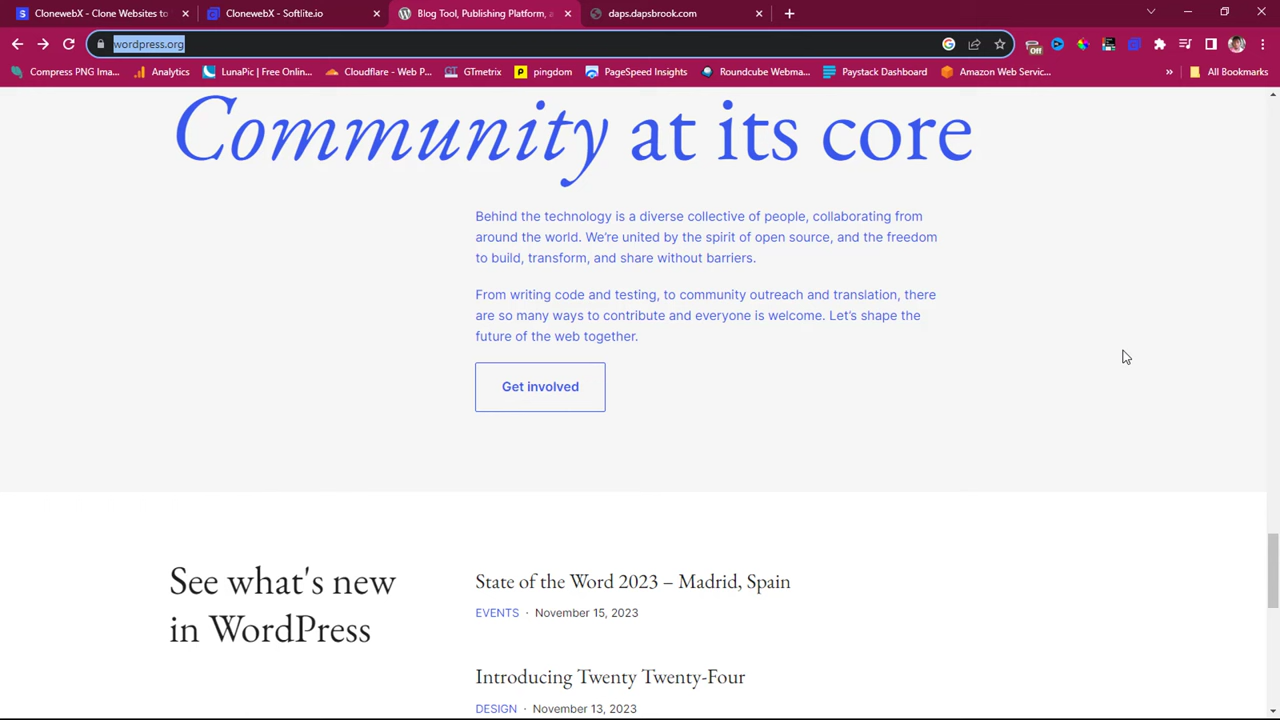 ClonewebX - Clone Websites to
ClonewebX - Softlite.io
Blog Tool, Publishing Platform, a
daps.dapsbrook.com
wordpress.org
Off
Compress PNG Ima...
Analytics
LunaPic | Free Onlin...
Cloudflare - Web P...
GTmetrix
pingdom
PageSpeed Insights
Roundcube Webma...
Paystack Dashboard
Amazon Web Servic...
»
All Bookmarks
Community at its core
Behind the technology is a diverse collective of people, collaborating from
around the world. We’re united by the spirit of open source, and the freedom
to build, transform, and share without barriers.
From writing code and testing, to community outreach and translation, there
are so many ways to contribute and everyone is welcome. Let’s shape the
future of the web together.
Get involved
See what's new
in WordPress
State of the Word 2023 – Madrid, Spain
EVENTS · November 15, 2023
Introducing Twenty Twenty-Four
DESIGN · November 13, 2023